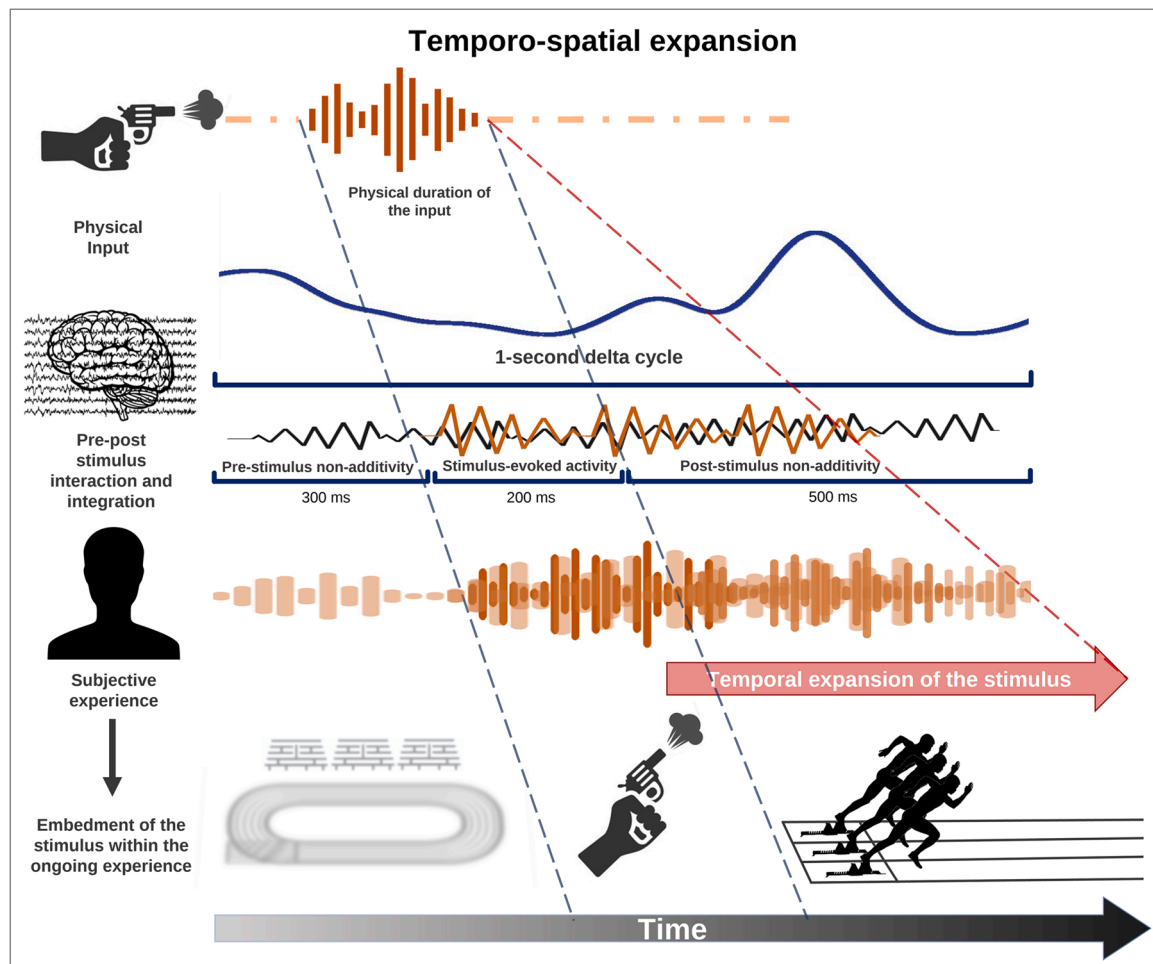 Temporo-spatial expansion
Physical duration of
the input
Physical
Input
1-second delta cycle
Pre-post
stimulus
interaction and
integration
Pre-stimulus non-additivity
Stimulus-evoked activity
Post-stimulus non-additivity
300 ms
200 ms
500 ms
Subjective
experience
Temporal expansion of the stimulus
Embedment of the
stimulus within the
ongoing experience
Time